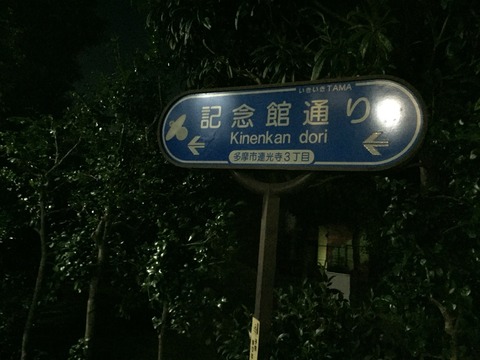 いきいきTAMA
記念館通り
Kinenkan dori
多摩市連光寺3丁目